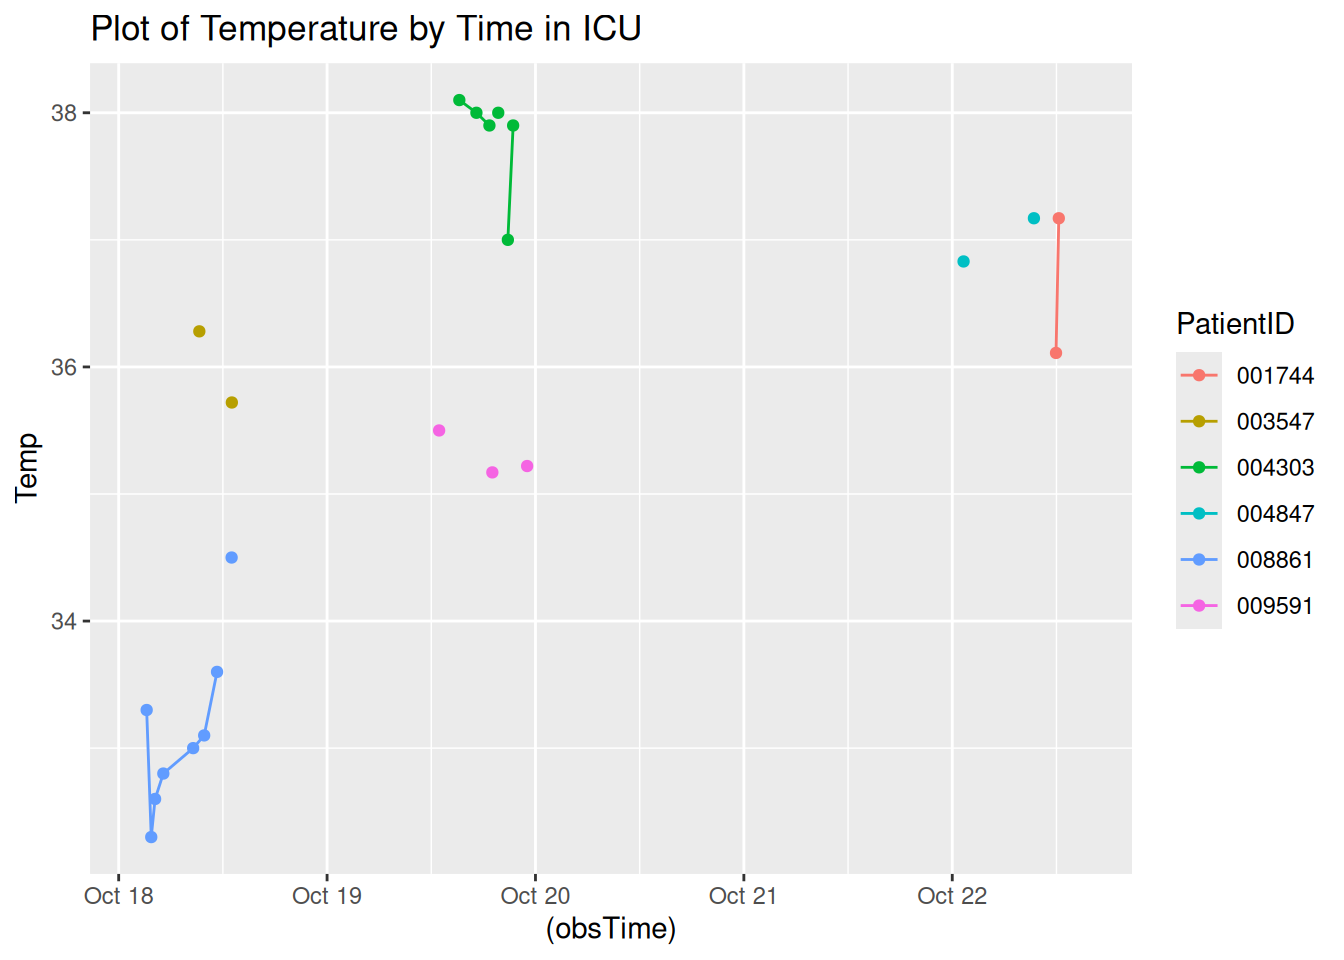 Plot of Temperature by Time in ICU
38
36
34
Temp
Oct 18 Oct 19 Oct 20 Oct 21 Oct 22
(obsTime)
PatientID
001744
003547
004303
004847
008861
009591